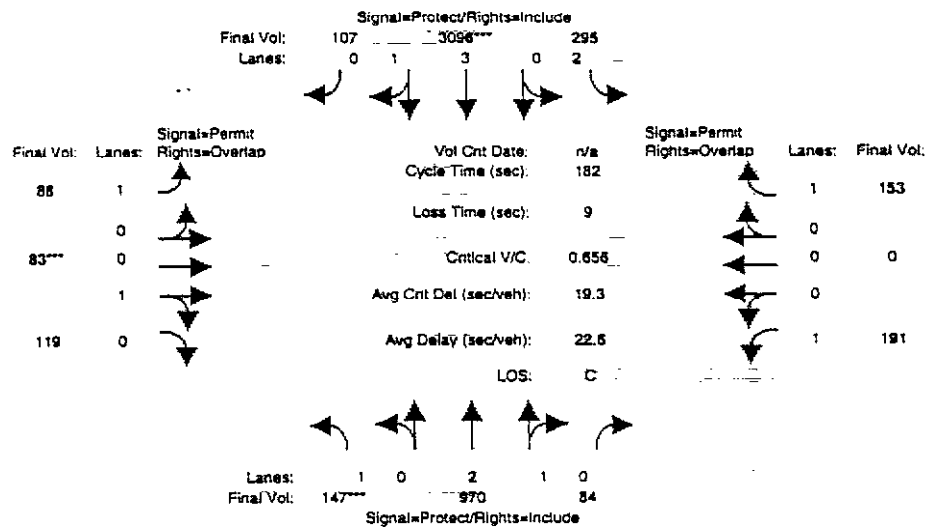 Signal=Protect/Rights=Include
Final Vol: 107 3096*** 295
Lanes: 0 1 3 0 2
Signal=Permit Signal=Permit
Final Vol: Lanes: Rights=Overlap Vol Cnt Date: n/a Rights=Overlap Lanes: Final Vol:
Cycle Time (sec): 182
86 1 1 153
Loss Time (sec): 9
0 0
83*** 0 Critical V/C: 0.656 0 0
1 Avg Crit Del (sec/veh): 19.3 0
119 0 Avg Delay (sec/veh): 22.6 1 191
LOS: C
Lanes: 1 0 2 1 0
Final Vol: 147*** 970 84
Signal=Protect/Rights=Include